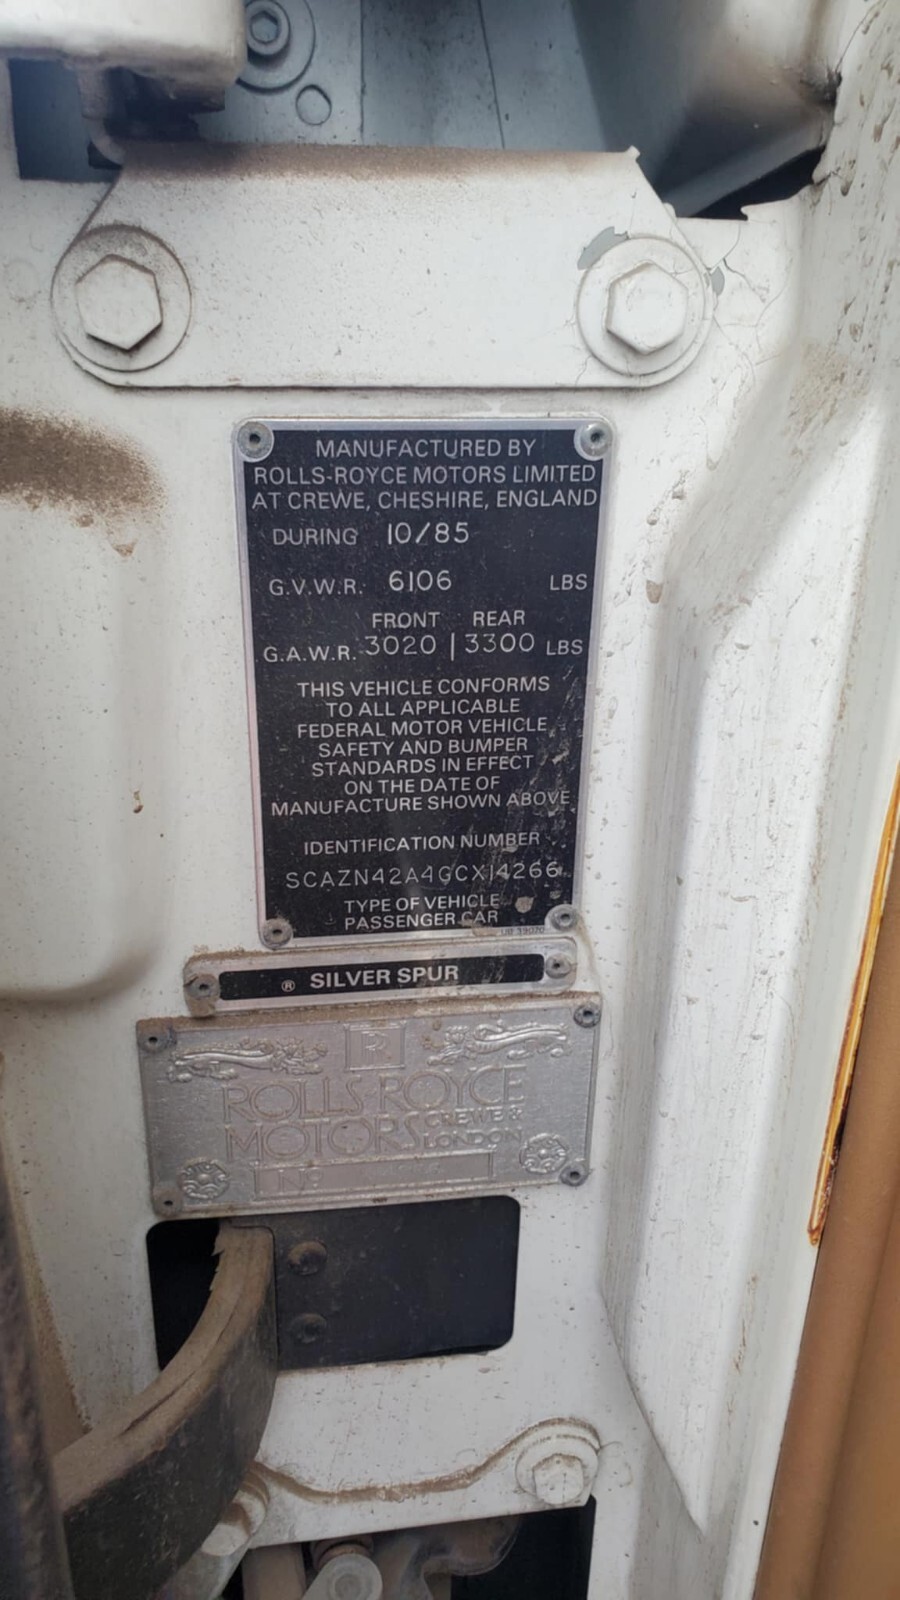 MANUFACTURED BY
ROLLS-ROYCE MOTORS LIMITED
AT CREWE, CHESHIRE, ENGLAND
DURING 10/85
G.V.W.R. 6106 LBS
FRONT REAR
G.A.W.R. 3020 | 3300 LBS
THIS VEHICLE CONFORMS
TO ALL APPLICABLE
FEDERAL MOTOR VEHICLE
SAFETY AND BUMPER
STANDARDS IN EFFECT
ON THE DATE OF
MANUFACTURE SHOWN ABOVE
IDENTIFICATION NUMBER
SCAZN42A4GCX14266
TYPE OF VEHICLE
PASSENGER CAR
UB 39070
® SILVER SPUR
R
ROLLS-ROYCE
MOTORS CREWE & LONDON
Nº